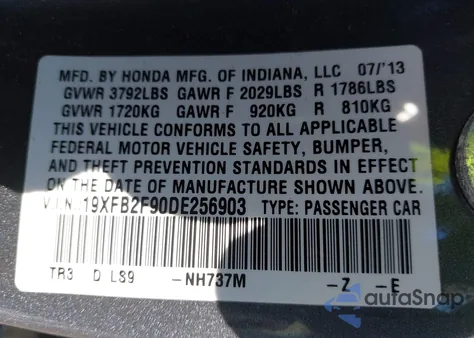 MFD. BY HONDA MFG. OF INDIANA, LLC 07/'13
GVWR 3792LBS GAWR F 2029LBS R 1786LBS
GVWR 1720KG GAWR F 920KG R 810KG
THIS VEHICLE CONFORMS TO ALL APPLICABLE
FEDERAL MOTOR VEHICLE SAFETY, BUMPER,
AND THEFT PREVENTION STANDARDS IN EFFECT
ON THE DATE OF MANUFACTURE SHOWN ABOVE.
V.I.N. 19XFB2F90DE256903 TYPE: PASSENGER CAR
TR3 D LS9 -NH737M -Z -E
autoSnap